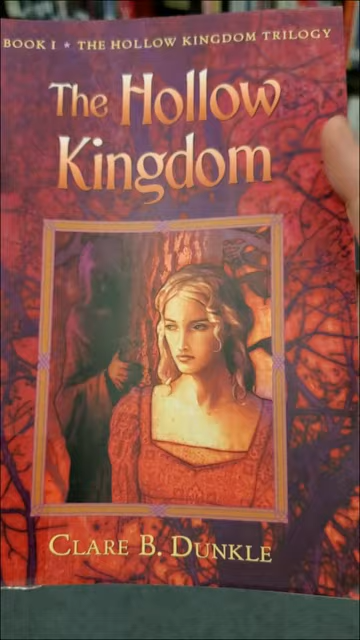 BOOK I * THE HOLLOW KINGDOM TRILOGY
The Hollow
Kingdom
CLARE B. DUNKLE